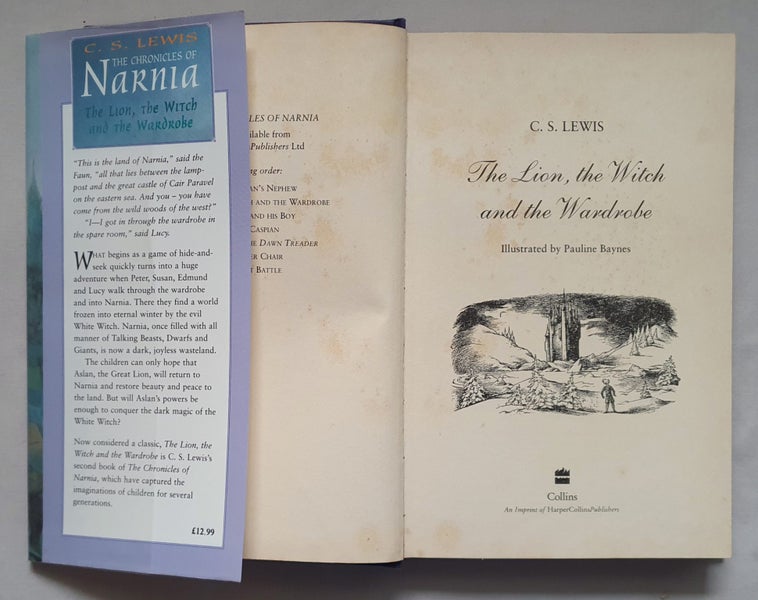 C. S. LEWIS
THE CHRONICLES OF
NARNIA
The Lion, the Witch
and the Wardrobe
"This is the land of Narnia," said the
Faun, "all that lies between the lamp-
post and the great castle of Cair Paravel
on the eastern sea. And you – you have
come from the wild woods of the west?"
"I—I got in through the wardrobe in
the spare room," said Lucy.
WHAT begins as a game of hide-and-
seek quickly turns into a huge
adventure when Peter, Susan, Edmund
and Lucy walk through the wardrobe
and into Narnia. There they find a world
frozen into eternal winter by the evil
White Witch. Narnia, once filled with all
manner of Talking Beasts, Dwarfs and
Giants, is now a dark, joyless wasteland.
The children can only hope that
Aslan, the Great Lion, will return to
Narnia and restore beauty and peace to
the land. But will Aslan's powers be
enough to conquer the dark magic of the
White Witch?
Now considered a classic, The Lion, the
Witch and the Wardrobe is C. S. Lewis's
second book of The Chronicles of
Narnia, which have captured the
imaginations of children for several
generations.
£12.99
LES OF NARNIA
ilable from
Publishers Ltd
ng order:
AN'S NEPHEW
H AND THE WARDROBE
AND HIS BOY
CASPIAN
HE DAWN TREADER
ER CHAIR
T BATTLE
C. S. LEWIS
The Lion, the Witch
and the Wardrobe
Illustrated by Pauline Baynes
Collins
An Imprint of HarperCollinsPublishers